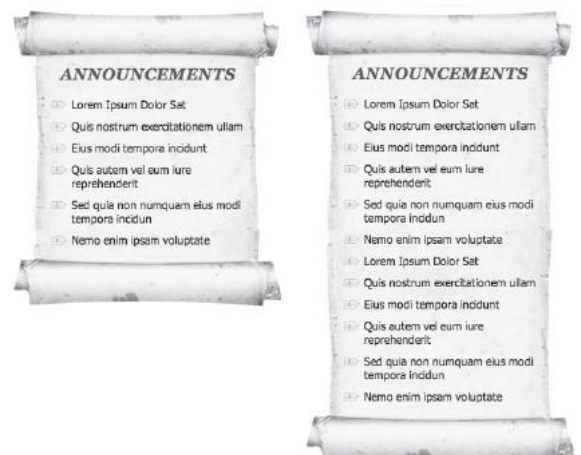 ANNOUNCEMENTS
Lorem Ipsum Dolor Sat
Quis nostrum exercitationem ullam
Eius modi tempora incidunt
Quis autem vel eum iure
reprehenderit
Sed quia non numquam eius modi
tempora incidun
Nemo enim ipsam voluptate
ANNOUNCEMENTS
Lorem Ipsum Dolor Sat
Quis nostrum exercitationem ullam
Eius modi tempora incidunt
Quis autem vel eum iure
reprehenderit
Sed quia non numquam eius modi
tempora incidun
Nemo enim ipsam voluptate
Lorem Ipsum Dolor Sat
Quis nostrum exercitationem ullam
Eius modi tempora incidunt
Quis autem vel eum iure
reprehenderit
Sed quia non numquam eius modi
tempora incidun
Nemo enim ipsam voluptate